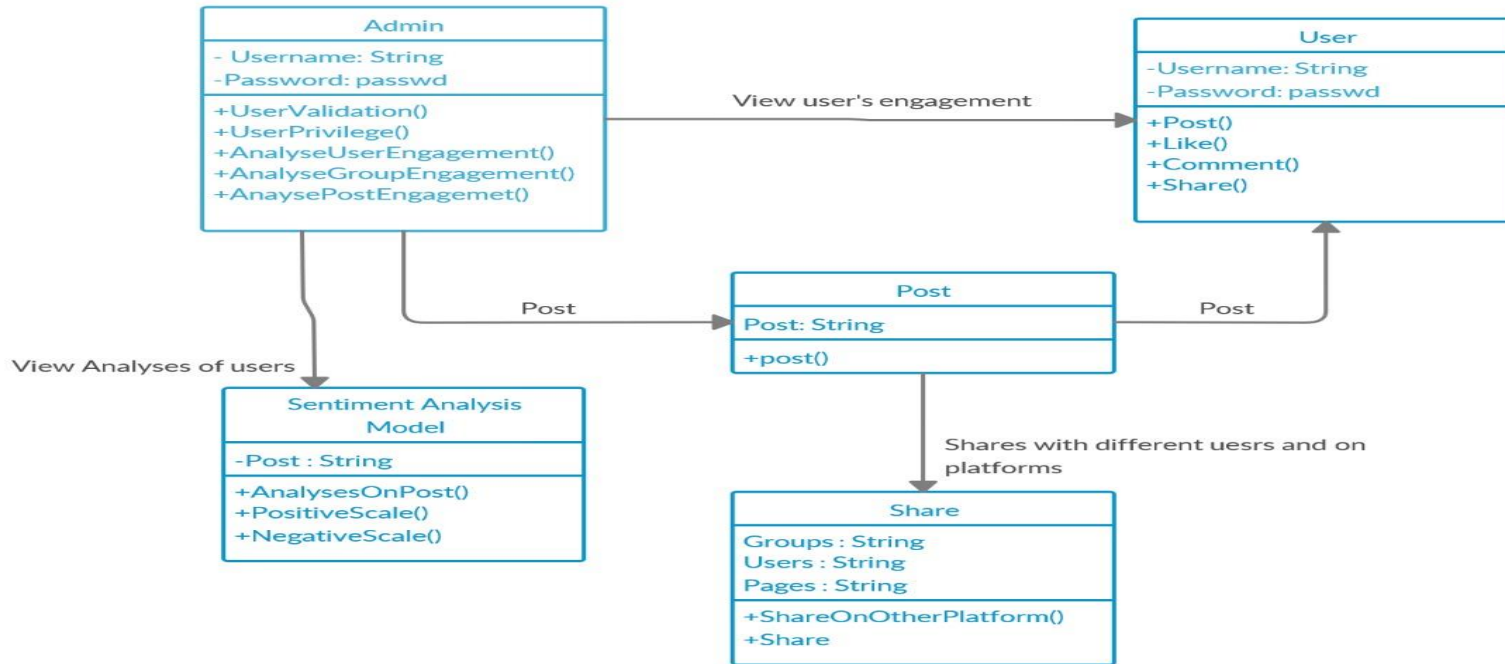 Admin
- Username: String
-Password: passwd
+UserValidation()
+UserPrivilege()
+AnalyseUserEngagement()
+AnalyseGroupEngagement()
+AnaysePostEngagemet()
View user's engagement
User
-Username: String
-Password: passwd
+Post()
+Like()
+Comment()
+Share()
Post
Post
Post: String
+post()
Post
View Analyses of users
Sentiment Analysis
Model
-Post : String
+AnalysesOnPost()
+PositiveScale()
+NegativeScale()
Shares with different uesrs and on
platforms
Share
Groups : String
Users : String
Pages : String
+ShareOnOtherPlatform()
+Share